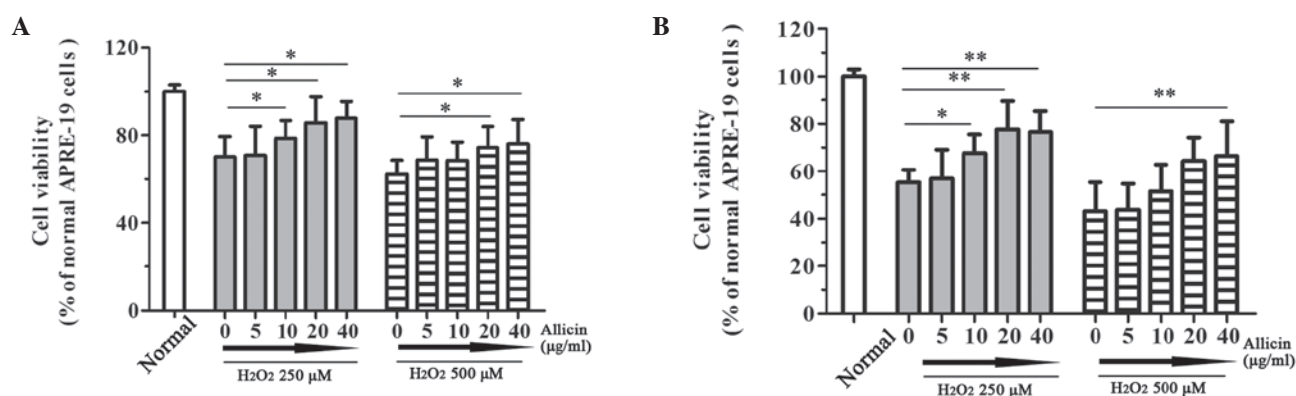 A
Cell viability
(% of normal APRE-19 cells )
120
80
40
0
*
*
*
*
*
Normal
0 5 10 20 40
0 5 10 20 40
Allicin
(µg/ml)
H2O2 250 µM
H2O2 500 µM
B
Cell viability
(% of normal APRE-19 cells )
120
100
80
60
40
20
0
**
**
*
**
Normal
0 5 10 20 40
0 5 10 20 40
Allicin
(µg/ml)
H2O2 250 µM
H2O2 500 µM